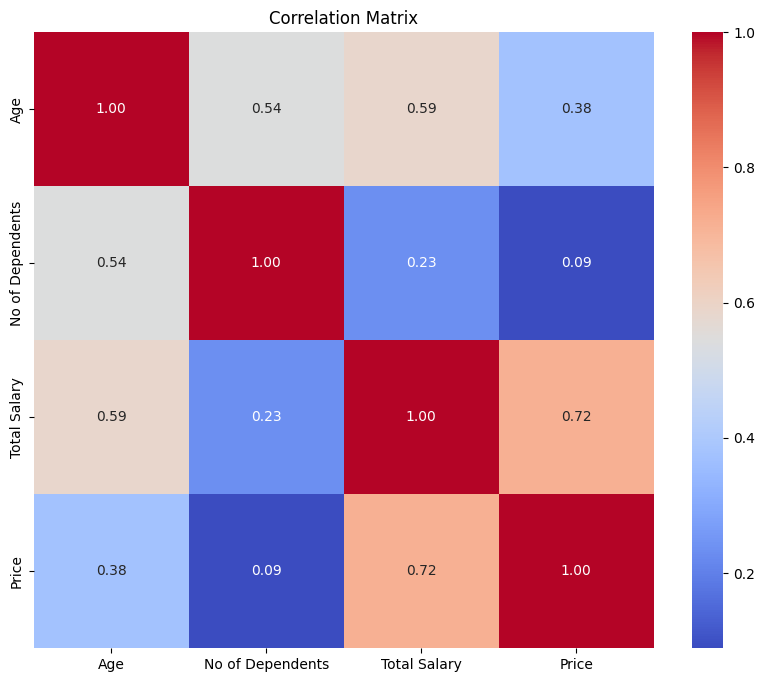 Correlation Matrix
Age
1.00
0.54
0.59
0.38
No of Dependents
0.54
1.00
0.23
0.09
Total Salary
0.59
0.23
1.00
0.72
Price
0.38
0.09
0.72
1.00
Age
No of Dependents
Total Salary
Price
1.0
0.8
0.6
0.4
0.2